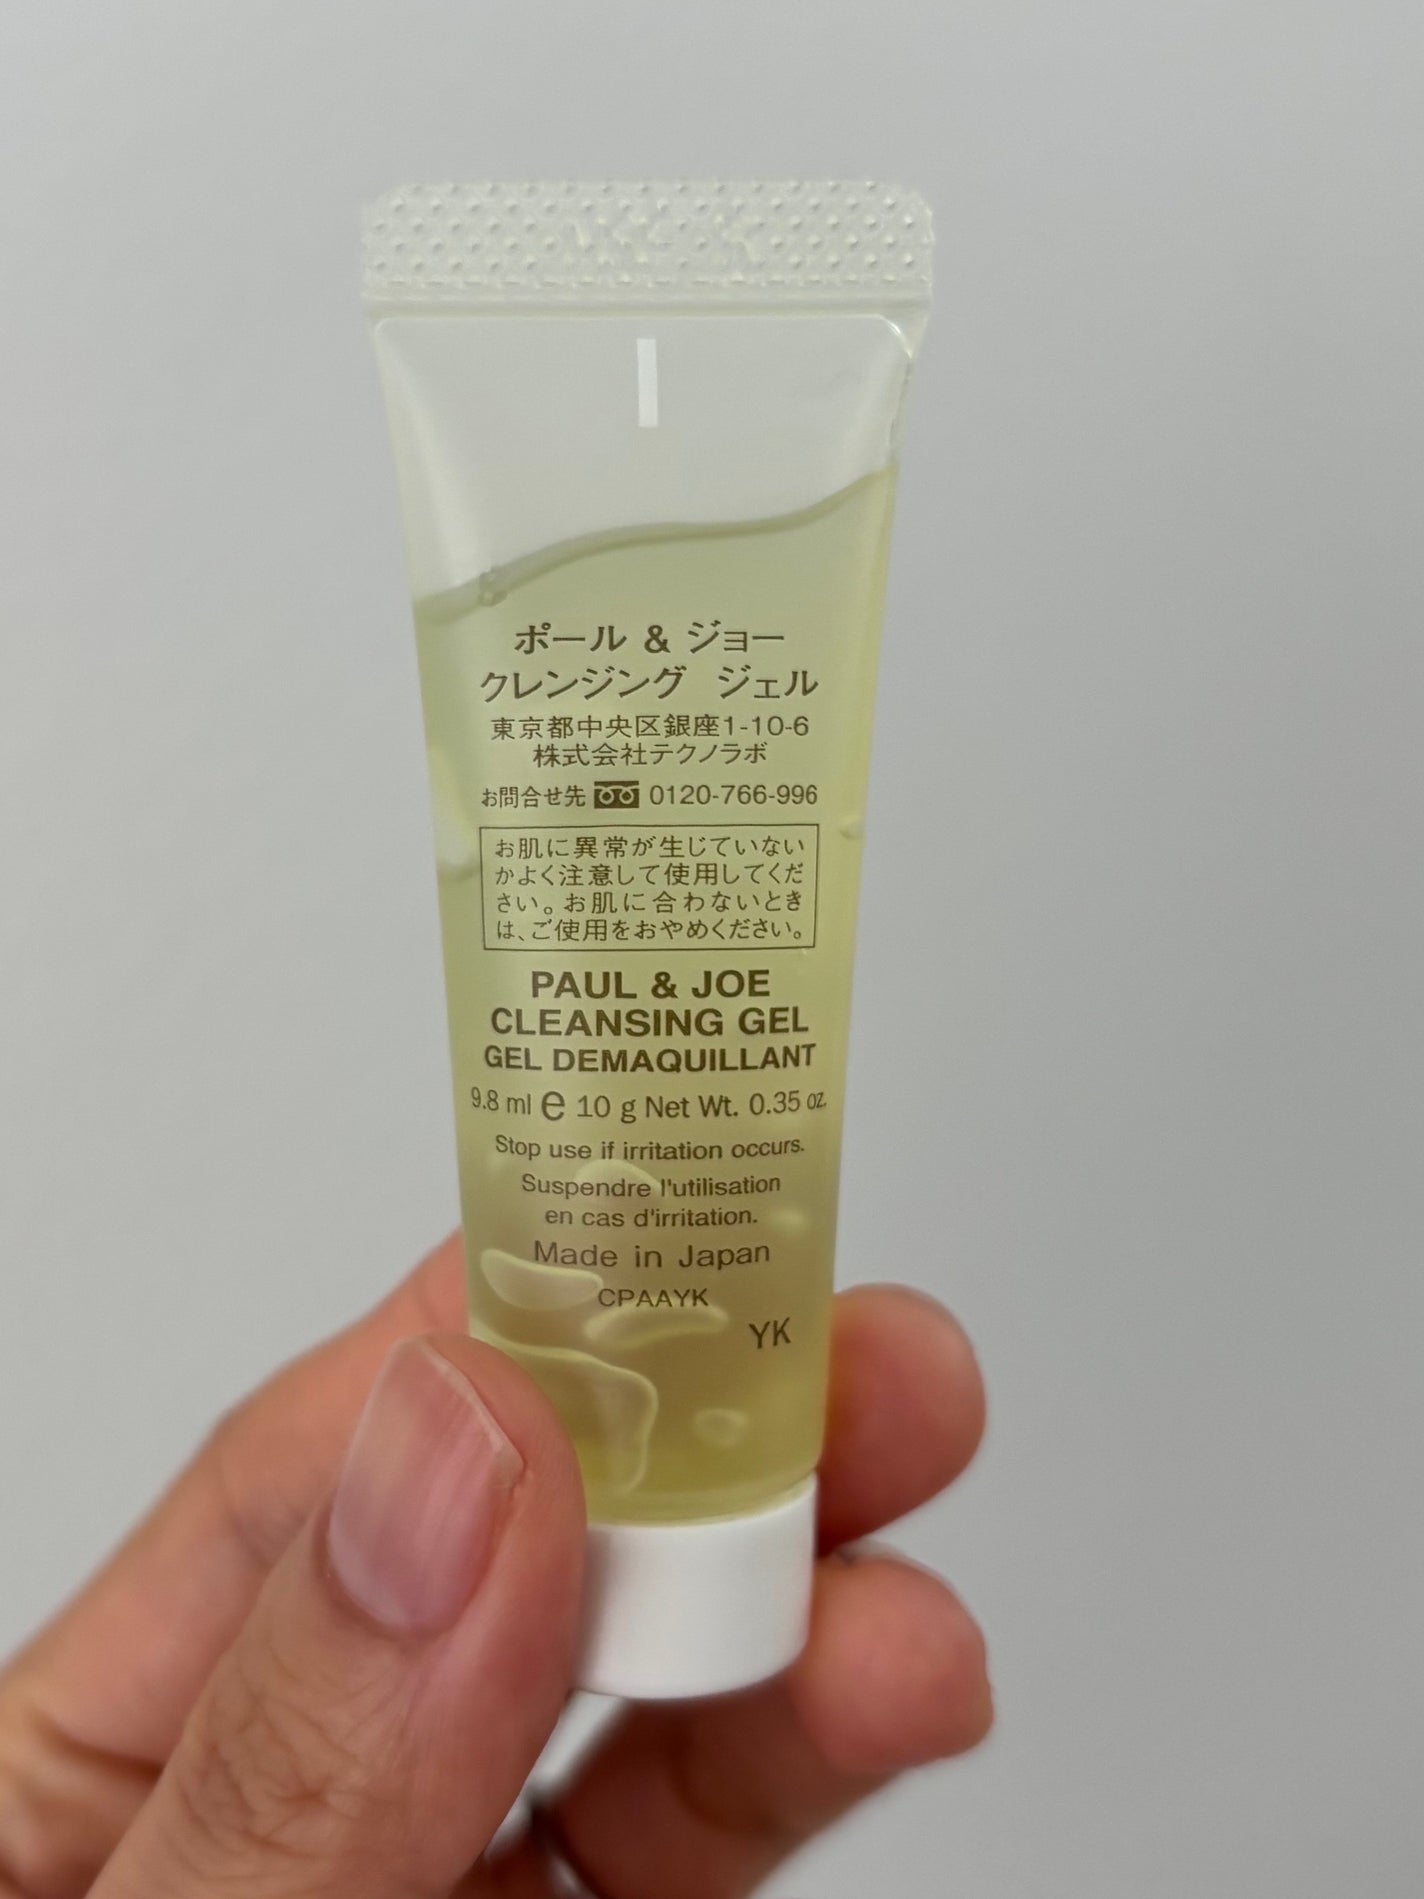 ポール & ジョー
クレンジング ジェル
東京都中央区銀座1-10-6
株式会社テクノラボ
お問合せ先 0120-766-996
お肌に異常が生じていない
かよく注意して使用してくだ
さい。お肌に合わないとき
は、ご使用をおやめください。
PAUL & JOE
CLEANSING GEL
GEL DEMAQUILLANT
9.8 ml e 10 g Net Wt. 0.35 oz.
Stop use if irritation occurs.
Suspendre l'utilisation
en cas d'irritation.
Made in Japan
CPAAYK
YK